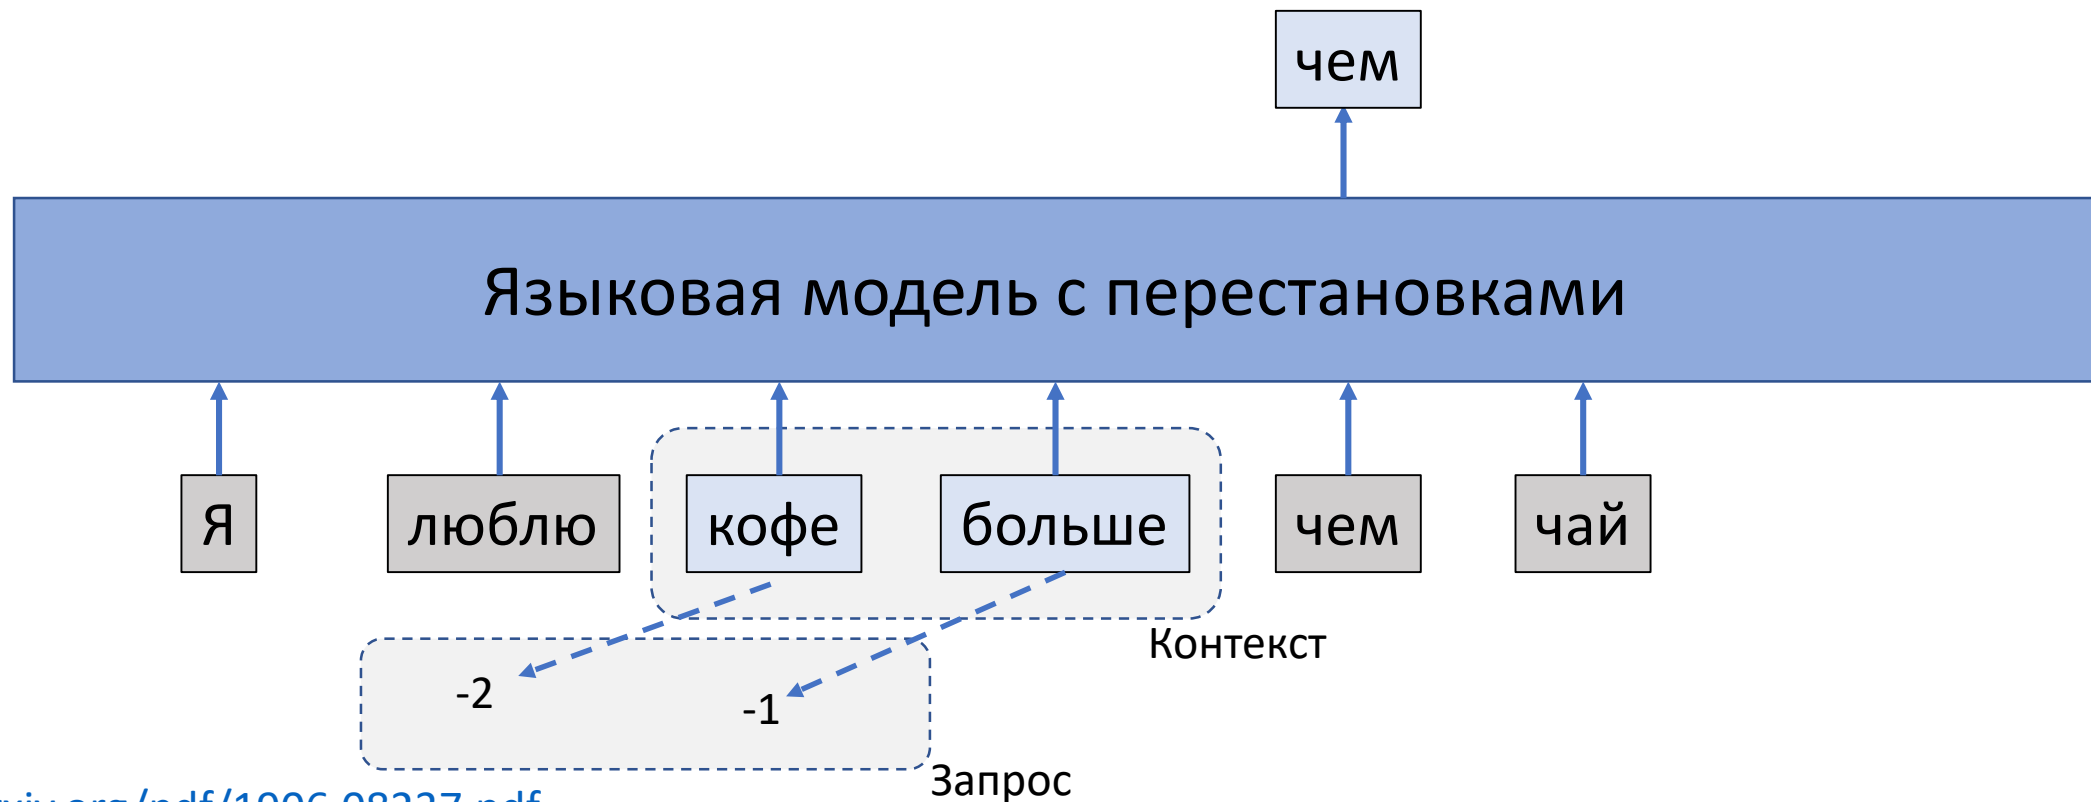 чем
Языковая модель с перестановками
Я люблю кофе больше чем чай
Контекст
-2 -1
Запрос